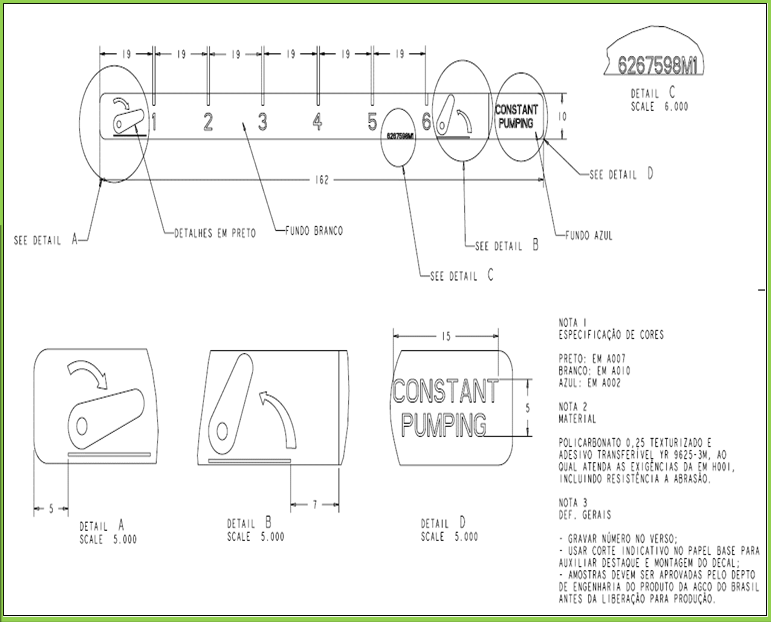 19 19 19 19 19 19
6267598M1
DETAIL C
SCALE 6.000
1 2 3 4 5 6
CONSTANT
PUMPING
10
6267598M1
162
SEE DETAIL D
SEE DETAIL A
DETALHES EM PRETO
FUNDO BRANCO
SEE DETAIL B
FUNDO AZUL
SEE DETAIL C
5
DETAIL A
SCALE 5.000
7
DETAIL B
SCALE 5.000
15
CONSTANT
PUMPING
5
DETAIL D
SCALE 5.000
NOTA 1
ESPECIFICAÇÃO DE CORES
PRETO: EM A007
BRANCO: EM A010
AZUL: EM A002
NOTA 2
MATERIAL
POLICARBONATO 0,25 TEXTURIZADO E
ADESIVO TRANSFERÍVEL YR 9625-3M, AO
QUAL ATENDA AS EXIGÊNCIAS DA EM H001,
INCLUINDO RESISTÊNCIA A ABRASÃO.
NOTA 3
DEF. GERAIS
- GRAVAR NÚMERO NO VERSO;
- USAR CORTE INDICATIVO NO PAPEL BASE PARA
AUXILIAR DESTAQUE E MONTAGEM DO DECAL;
- AMOSTRAS DEVEM SER APROVADAS PELO DEPTO
DE ENGENHARIA DO PRODUTO DA AGCO DO BRASIL
ANTES DA LIBERAÇÃO PARA PRODUÇÃO.